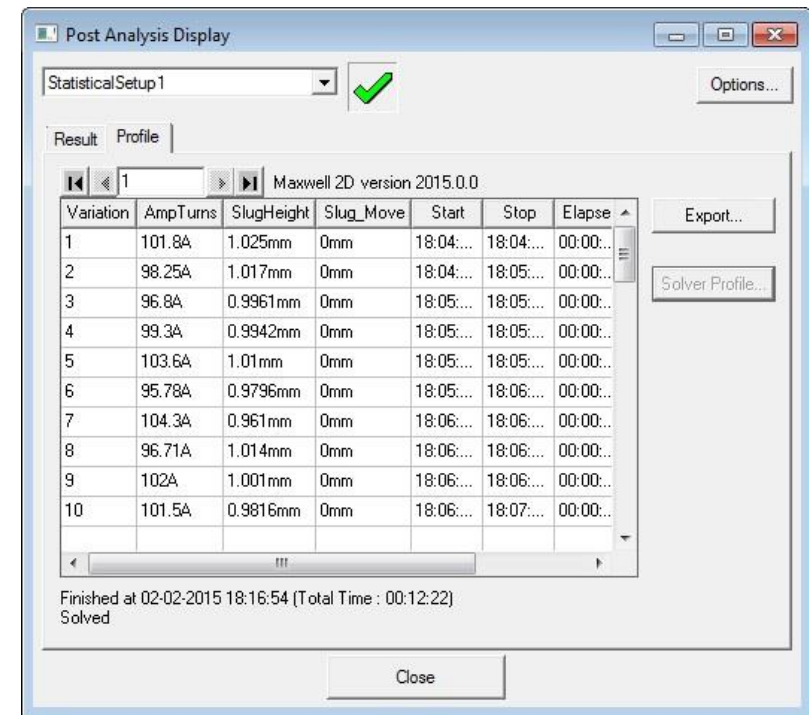 Post Analysis Display
StatisticalSetup1
Options...
Result Profile
1 Maxwell 2D version 2015.0.0
Variation AmpTurns SlugHeight Slug_Move Start Stop Elapse
1 101.8A 1.025mm 0mm 18:04:... 18:04:... 00:00:..
2 98.25A 1.017mm 0mm 18:04:... 18:05:... 00:00:..
3 96.8A 0.9961mm 0mm 18:05:... 18:05:... 00:00:..
4 99.3A 0.9942mm 0mm 18:05:... 18:05:... 00:00:..
5 103.6A 1.01mm 0mm 18:05:... 18:05:... 00:00:..
6 95.78A 0.9796mm 0mm 18:05:... 18:06:... 00:00:..
7 104.3A 0.961mm 0mm 18:06:... 18:06:... 00:00:..
8 96.71A 1.014mm 0mm 18:06:... 18:06:... 00:00:..
9 102A 1.001mm 0mm 18:06:... 18:06:... 00:00:..
10 101.5A 0.9816mm 0mm 18:06:... 18:07:... 00:00:..
Export...
Solver Profile...
Finished at 02-02-2015 18:16:54 (Total Time : 00:12:22)
Solved
Close